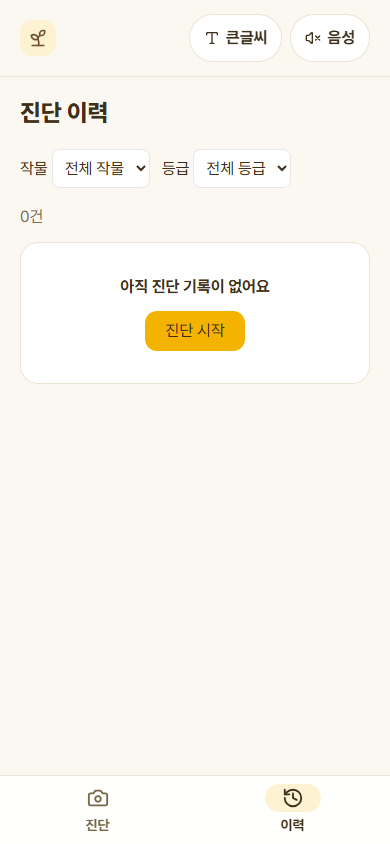 큰글씨 음성
진단 이력
작물 전체 작물 등급 전체 등급
0건
아직 진단 기록이 없어요
진단 시작
진단 이력